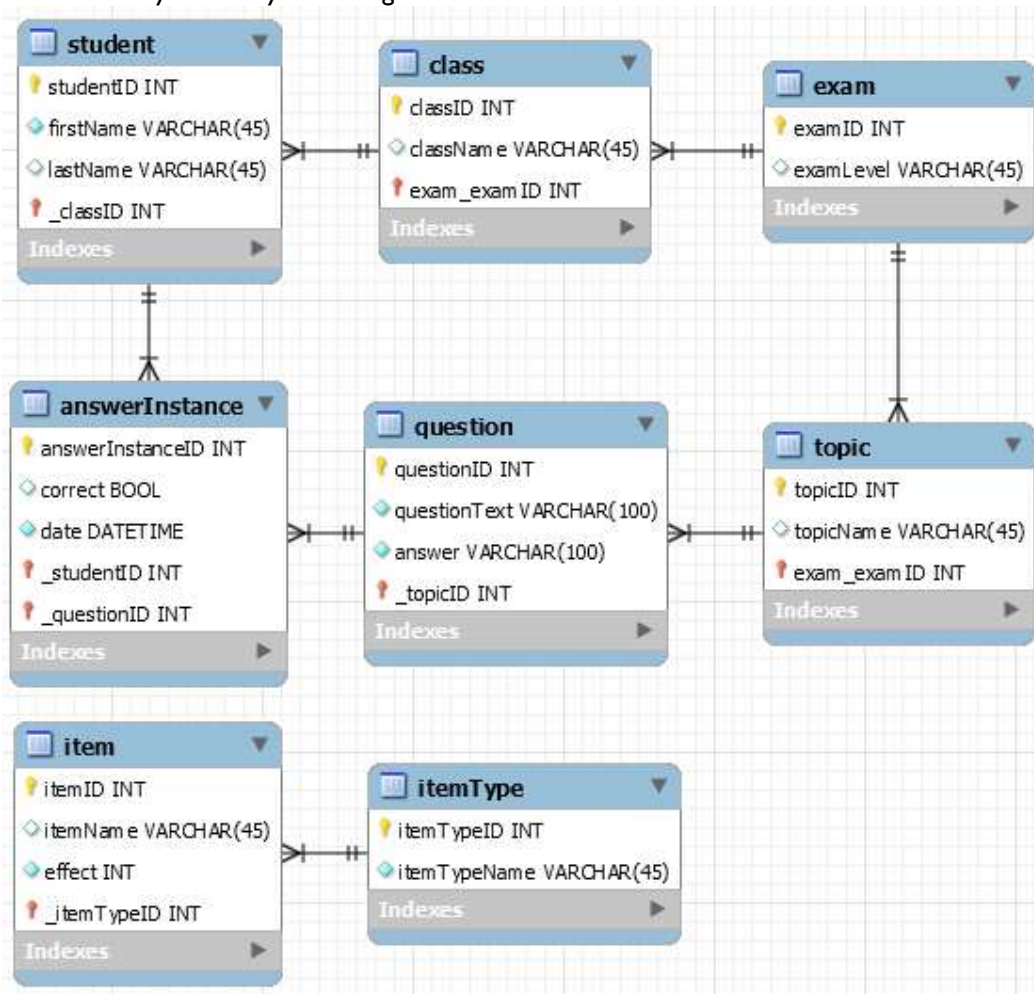 student
studentID INT
firstName VARCHAR(45)
lastName VARCHAR(45)
_classID INT
Indexes
class
classID INT
className VARCHAR(45)
exam_examID INT
Indexes
exam
examID INT
examLevel VARCHAR(45)
Indexes
answerInstance
answerInstanceID INT
correct BOOL
date DATETIME
_studentID INT
_questionID INT
Indexes
question
questionID INT
questionText VARCHAR(100)
answer VARCHAR(100)
_topicID INT
Indexes
topic
topicID INT
topicName VARCHAR(45)
exam_examID INT
Indexes
item
itemID INT
itemName VARCHAR(45)
effect INT
_itemTypeID INT
Indexes
itemType
itemTypeID INT
itemTypeName VARCHAR(45)
Indexes